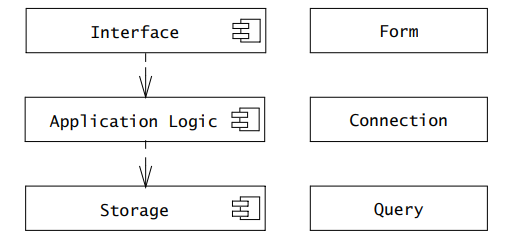 Interface
Form
Application Logic
Connection
Storage
Query